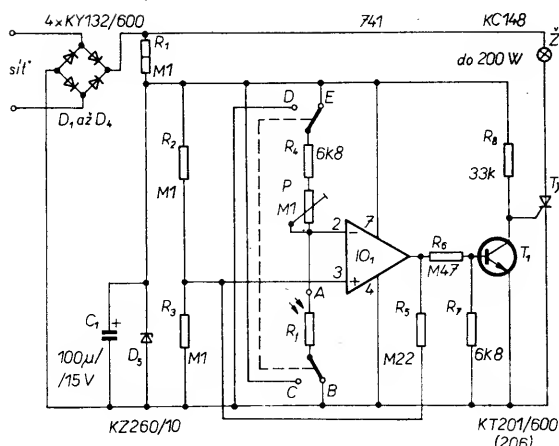 4×KY132/600
741
KC148
R1
M1
Ž
síť
do 200 W
D1 až D4
D
E
R2
M1
R4
6k8
R8
33k
P
M1
Ty
2
7
IO1
R6
T1
3
4
M47
A
R3
C1
+
R1
R5
R7
100µ/
/15 V
D5
M1
M22
6k8
C
B
KZ260/10
KT201/600
(206)